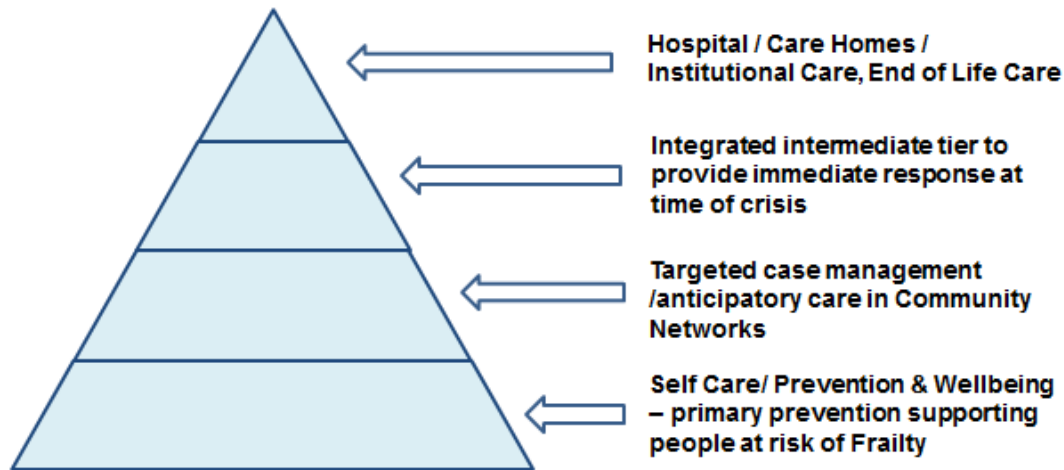 Hospital / Care Homes /
Institutional Care, End of Life Care
Integrated intermediate tier to
provide immediate response at
time of crisis
Targeted case management
/anticipatory care in Community
Networks
Self Care/ Prevention & Wellbeing
– primary prevention supporting
people at risk of Frailty